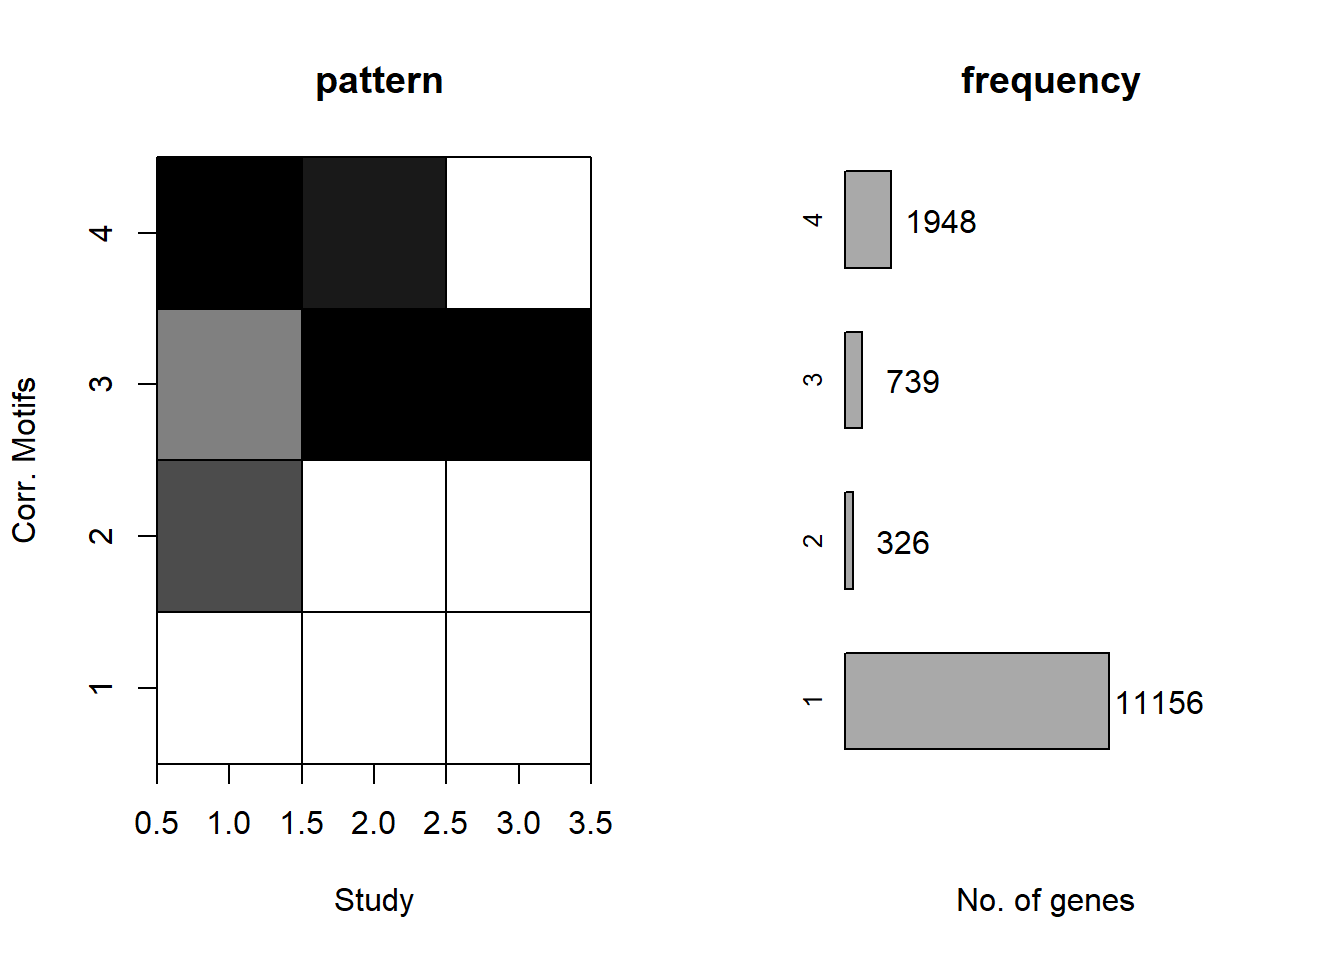 pattern
Corr. Motifs
4
3
2
1
0.5 1.0 1.5 2.0 2.5 3.0 3.5
Study
frequency
4 1948
3 739
2 326
1 11156
No. of genes